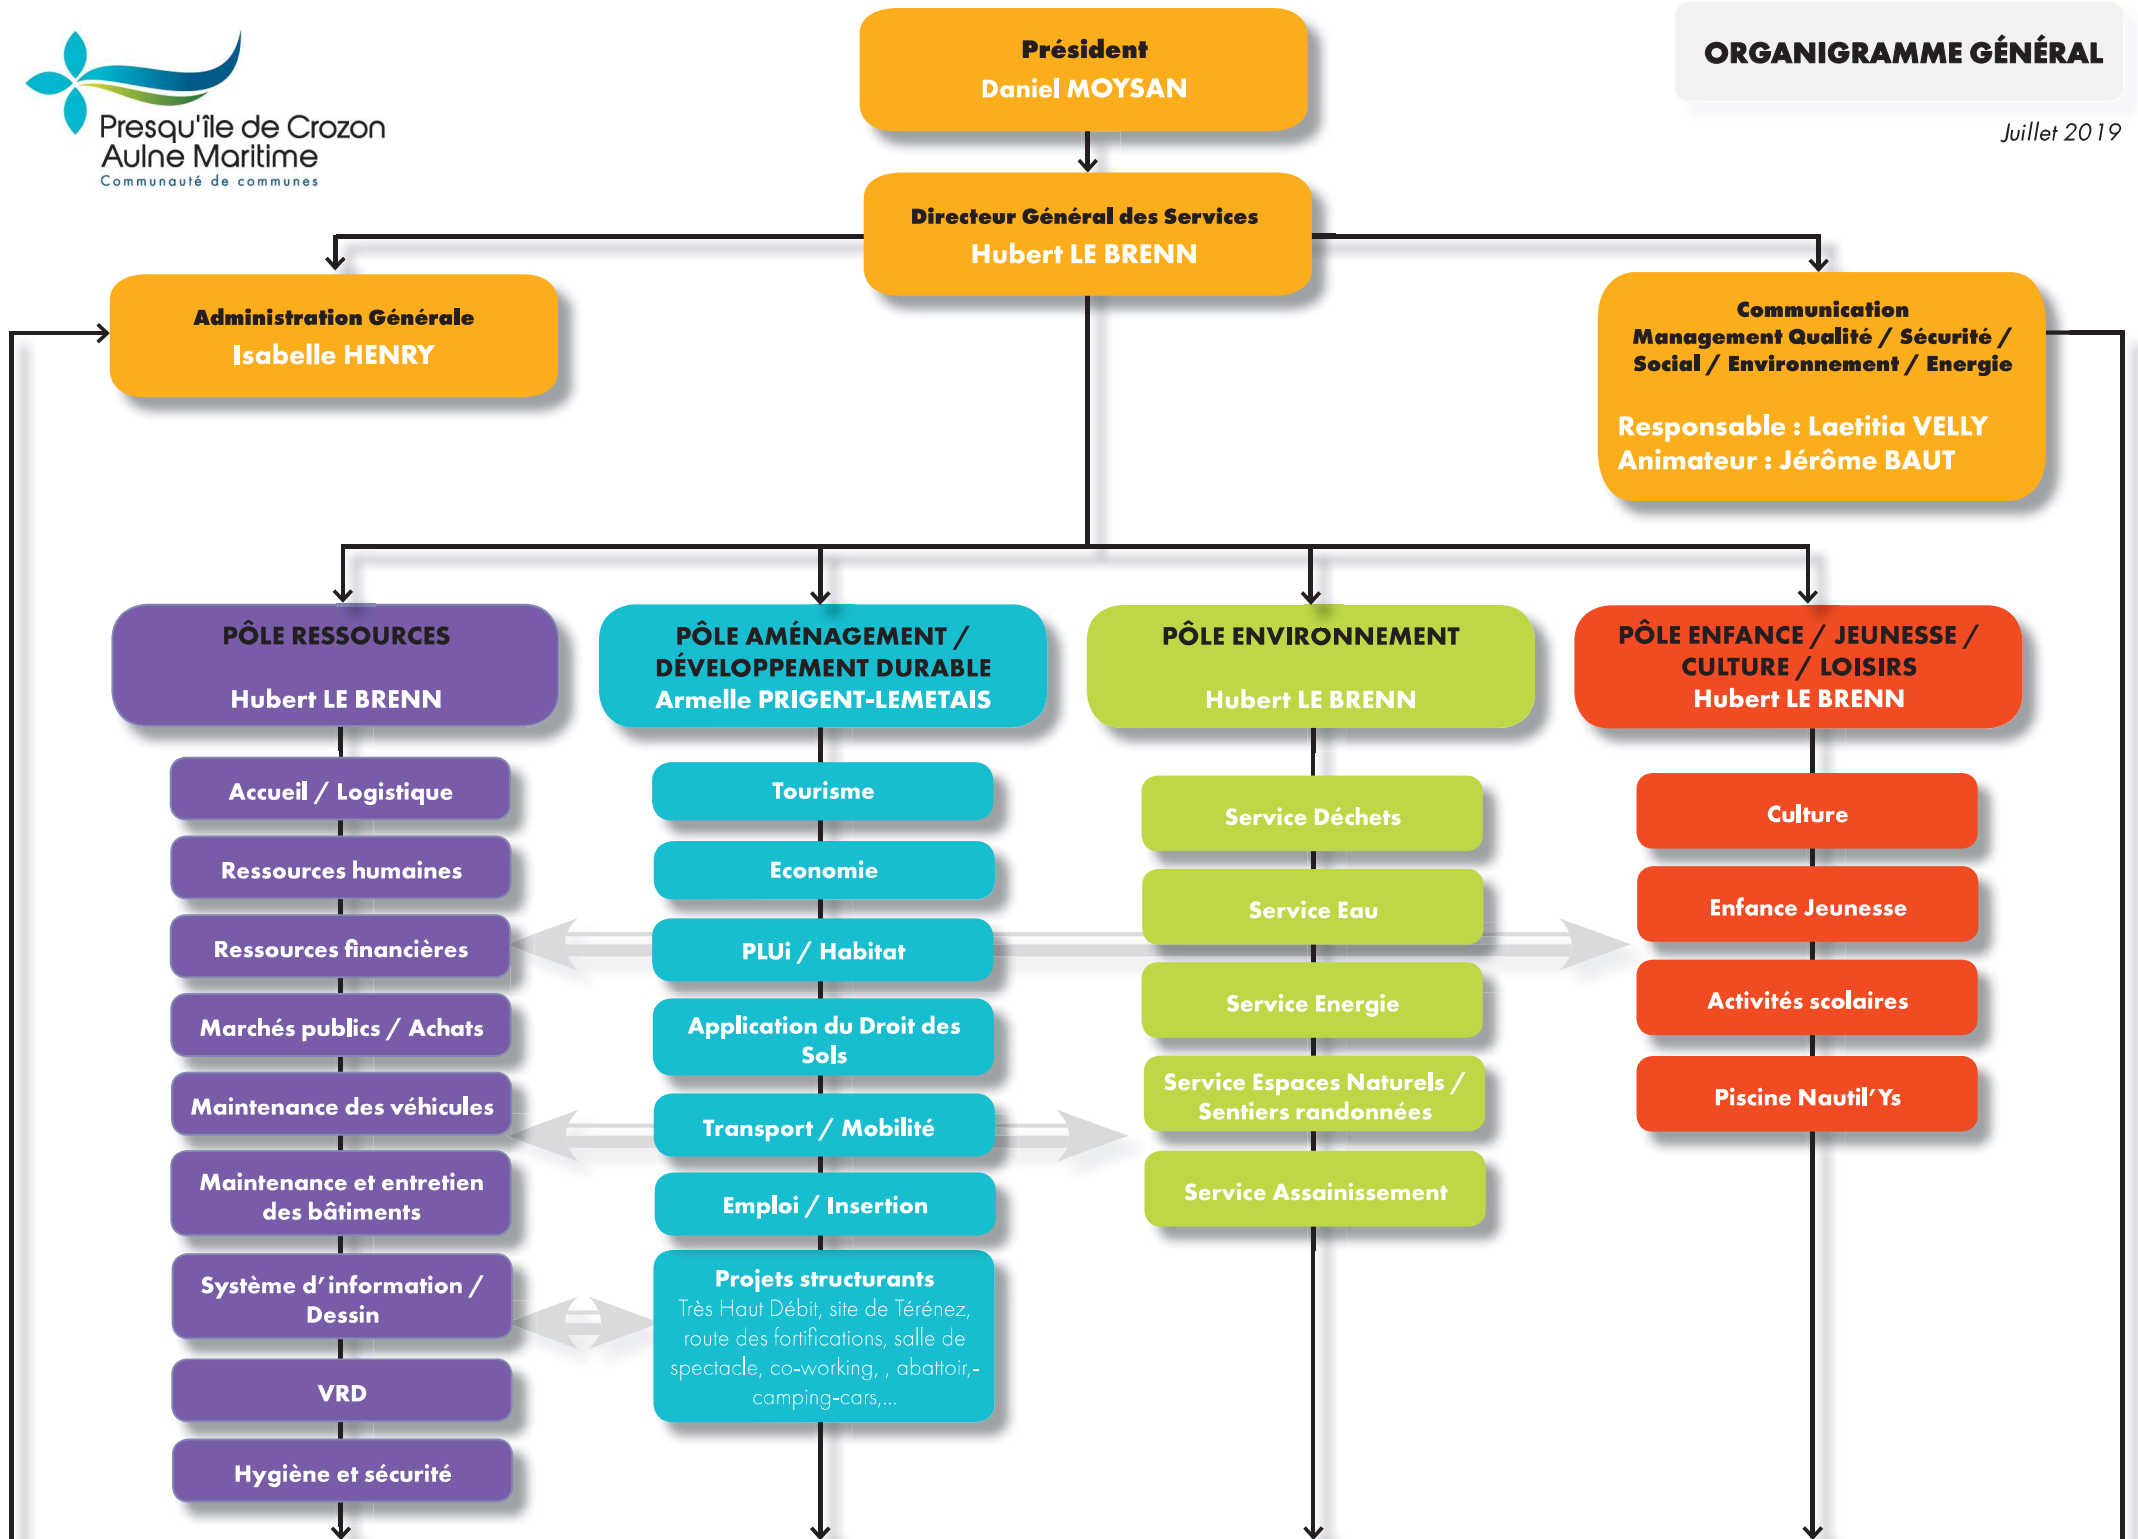 Presqu'île de Crozon
Aulne Maritime
Communauté de communes
Président
Daniel MOYSAN
ORGANIGRAMME GÉNÉRAL
Juillet 2019
Directeur Général des Services
Hubert LE BRENN
Administration Générale
Isabelle HENRY
Communication
Management Qualité / Sécurité /
Social / Environnement / Energie
Responsable : Laetitia VELLY
Animateur : Jérôme BAUT
PÔLE RESSOURCES
Hubert LE BRENN
Accueil / Logistique
Ressources humaines
Ressources financières
Marchés publics / Achats
Maintenance des véhicules
Maintenance et entretien
des bâtiments
Système d'information /
Dessin
VRD
Hygiène et sécurité
PÔLE AMÉNAGEMENT /
DÉVELOPPEMENT DURABLE
Armelle PRIGENT-LEMETAIS
Tourisme
Economie
PLUi / Habitat
Application du Droit des
Sols
Transport / Mobilité
Emploi / Insertion
Projets structurants
Très Haut Débit, site de Térénez,
route des fortifications, salle de
spectacle, co-working, , abattoir,-
camping-cars,...
PÔLE ENVIRONNEMENT
Hubert LE BRENN
Service Déchets
Service Eau
Service Energie
Service Espaces Naturels /
Sentiers randonnées
Service Assainissement
PÔLE ENFANCE / JEUNESSE /
CULTURE / LOISIRS
Hubert LE BRENN
Culture
Enfance Jeunesse
Activités scolaires
Piscine Nautil'Ys